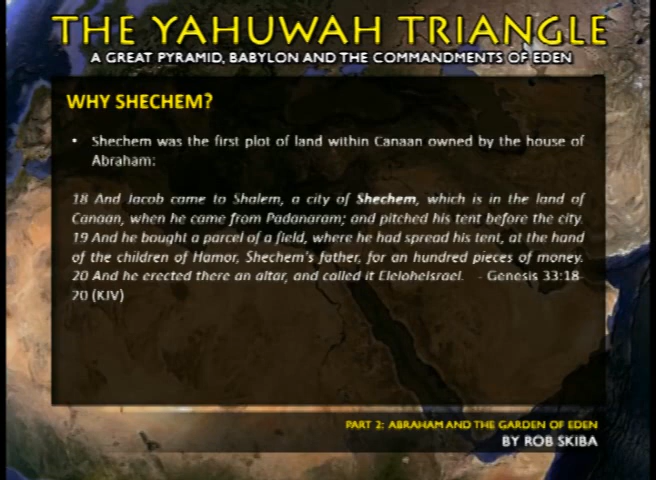 THE YAHUWAH TRIANGLE
A GREAT PYRAMID, BABYLON AND THE COMMANDMENTS OF EDEN
WHY SHECHEM?
• Shechem was the first plot of land within Canaan owned by the house of
Abraham:
18 And Jacob came to Shalem, a city of Shechem, which is in the land of
Canaan, when he came from Padanaram; and pitched his tent before the city.
19 And he bought a parcel of a field, where he had spread his tent, at the hand
of the children of Hamor, Shechem's father, for an hundred pieces of money.
20 And he erected there an altar, and called it EleloheIsrael. - Genesis 33:18-
20 (KJV)
PART 2: ABRAHAM AND THE GARDEN OF EDEN
BY ROB SKIBA